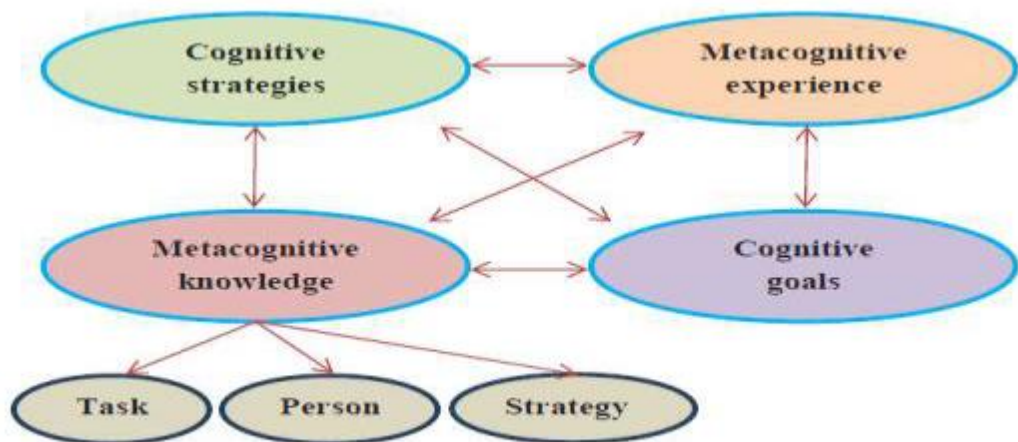 Cognitive
strategies
Metacognitive
experience
Metacognitive
knowledge
Cognitive
goals
Task
Person
Strategy